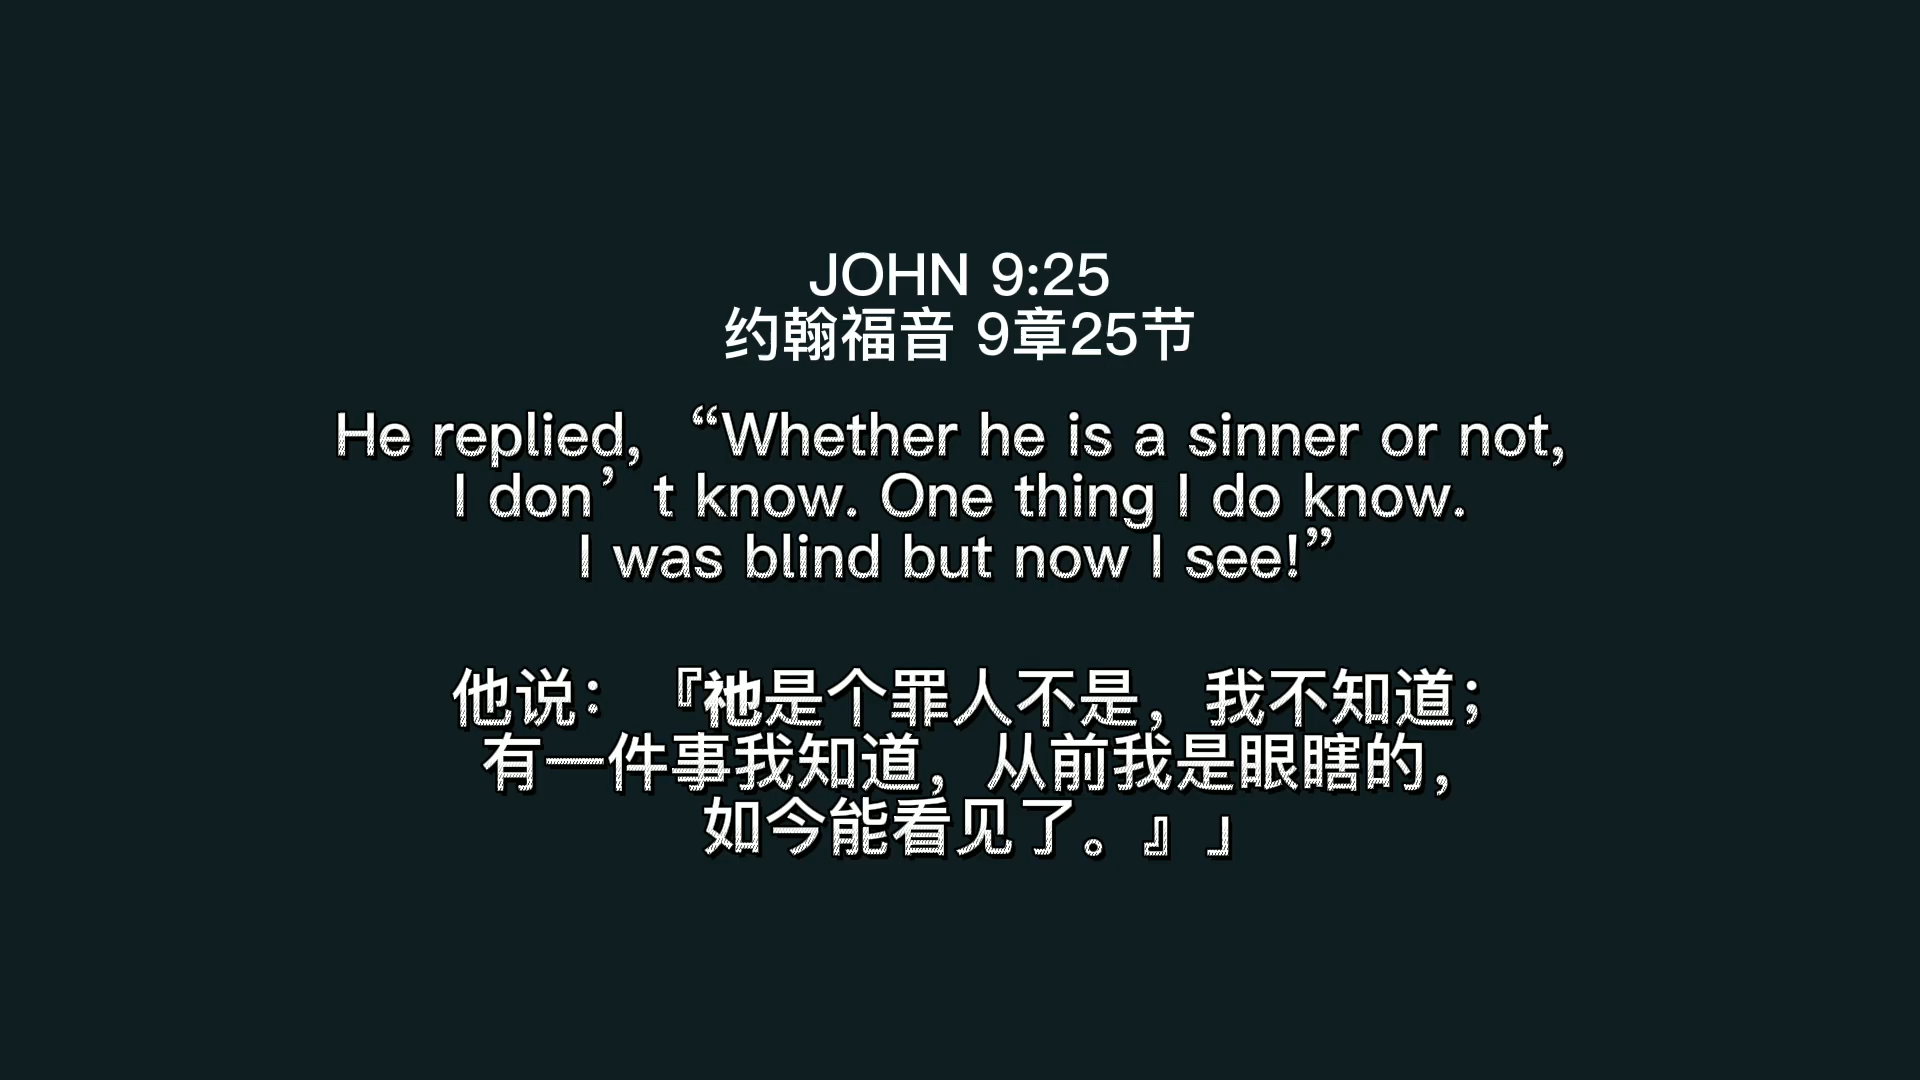 JOHN 9:25
约翰福音 9章25节
He replied, “Whether he is a sinner or not,
I don’t know. One thing I do know.
I was blind but now I see!”
他说：『祂是个罪人不是，我不知道；
有一件事我知道，从前我是眼瞎的，
如今能看见了。』」